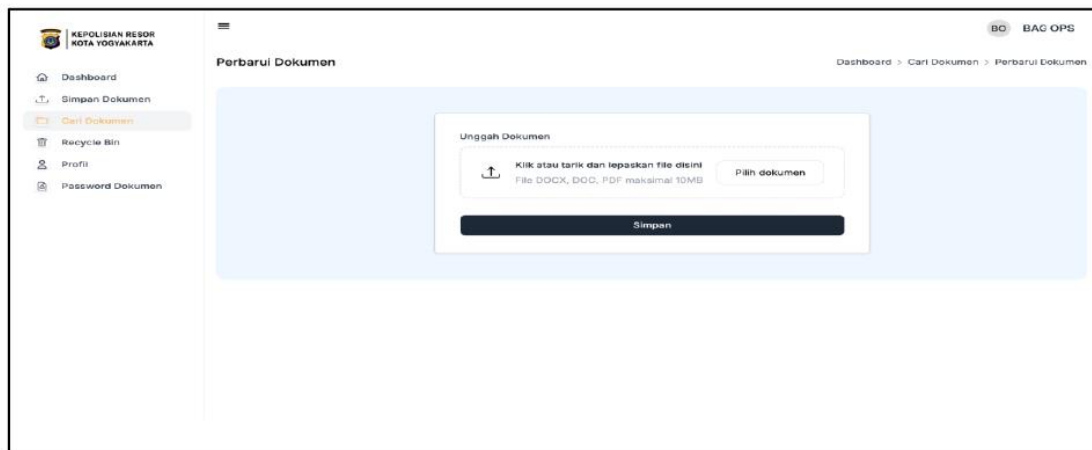 KEPOLISIAN RESOR
KOTA YOGYAKARTA
BO BAG OPS
Perbarui Dokumen
Dashboard > Cari Dokumen > Perbarui Dokumen
Dashboard
Simpan Dokumen
Cari Dokumen
Recycle Bin
Profil
Password Dokumen
Unggah Dokumen
Klik atau tarik dan lepaskan file disini
File DOCX, DOC, PDF maksimal 10MB
Pilih dokumen
Simpan